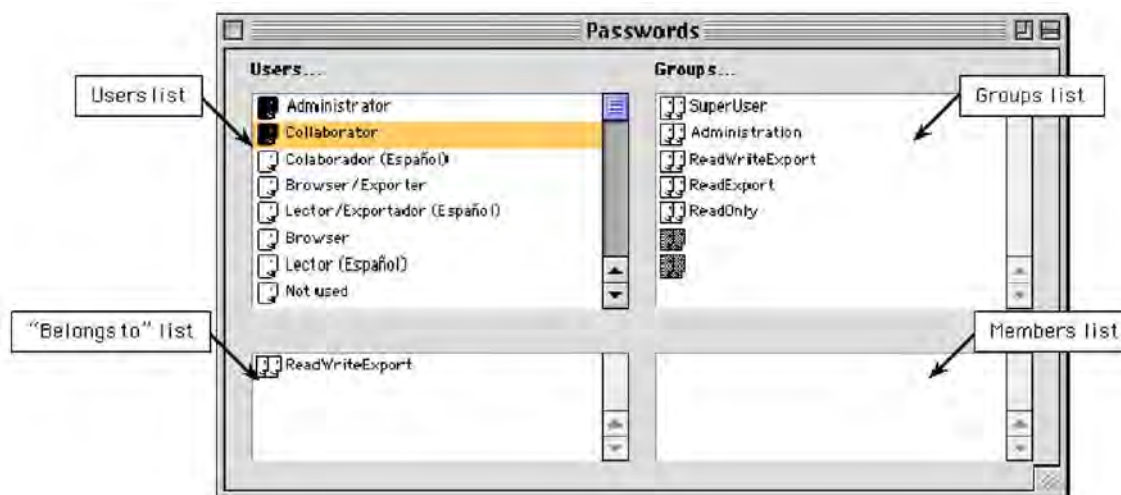 Passwords
Users...
Groups...
Users list
Groups list
Administrator
Collaborator
Colaborador (Español)
Browser/Exporter
Lector/Exportador (Español)
Browser
Lector (Español)
Not used
SuperUser
Administration
ReadWriteExport
ReadExport
ReadOnly
"Belongs to" list
Members list
ReadWriteExport